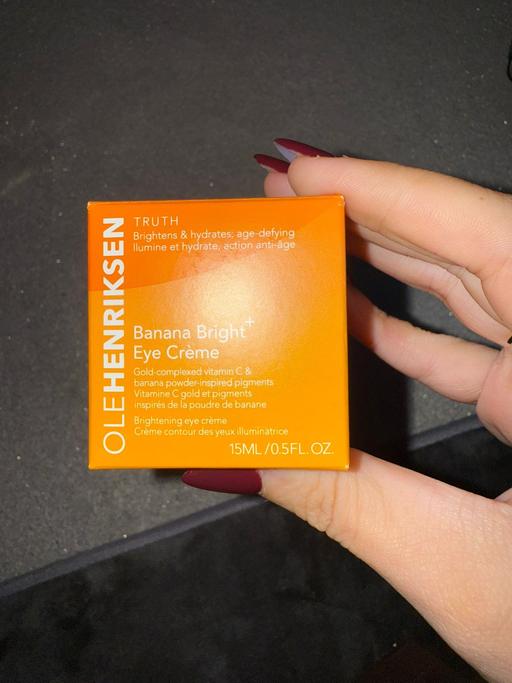 OLEHENRIKSEN
TRUTH
Brightens & hydrates; age-defying
Ilumine et hydrate, action anti-âge
Banana Bright+
Eye Crème
Gold-complexed vitamin C &
banana powder-inspired pigments
Vitamine C gold et pigments
inspirés de la poudre de banane
Brightening eye crème
Crème contour des yeux illuminatrice
15ML /0.5FL. OZ.